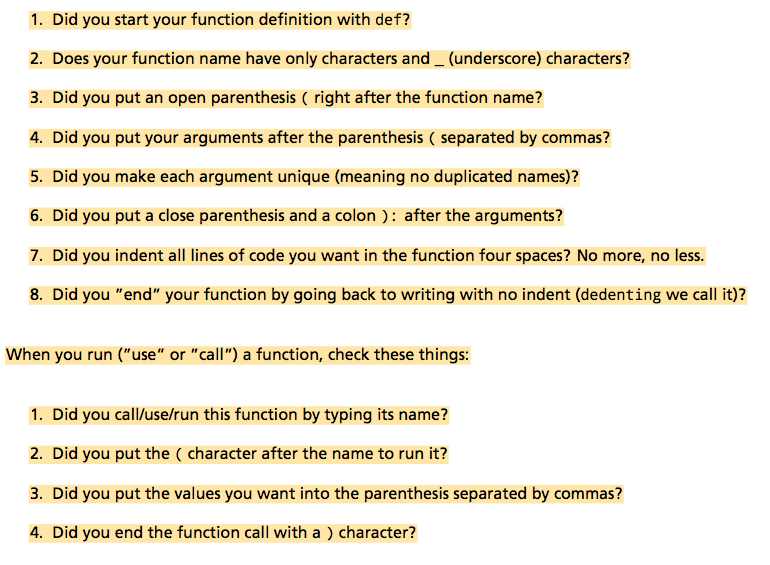 1. Did you start your function definition with def?
2. Does your function name have only characters and _ (underscore) characters?
3. Did you put an open parenthesis ( right after the function name?
4. Did you put your arguments after the parenthesis ( separated by commas?
5. Did you make each argument unique (meaning no duplicated names)?
6. Did you put a close parenthesis and a colon ): after the arguments?
7. Did you indent all lines of code you want in the function four spaces? No more, no less.
8. Did you "end" your function by going back to writing with no indent (dedenting we call it)?
When you run ("use" or "call") a function, check these things:
1. Did you call/use/run this function by typing its name?
2. Did you put the ( character after the name to run it?
3. Did you put the values you want into the parenthesis separated by commas?
4. Did you end the function call with a ) character?